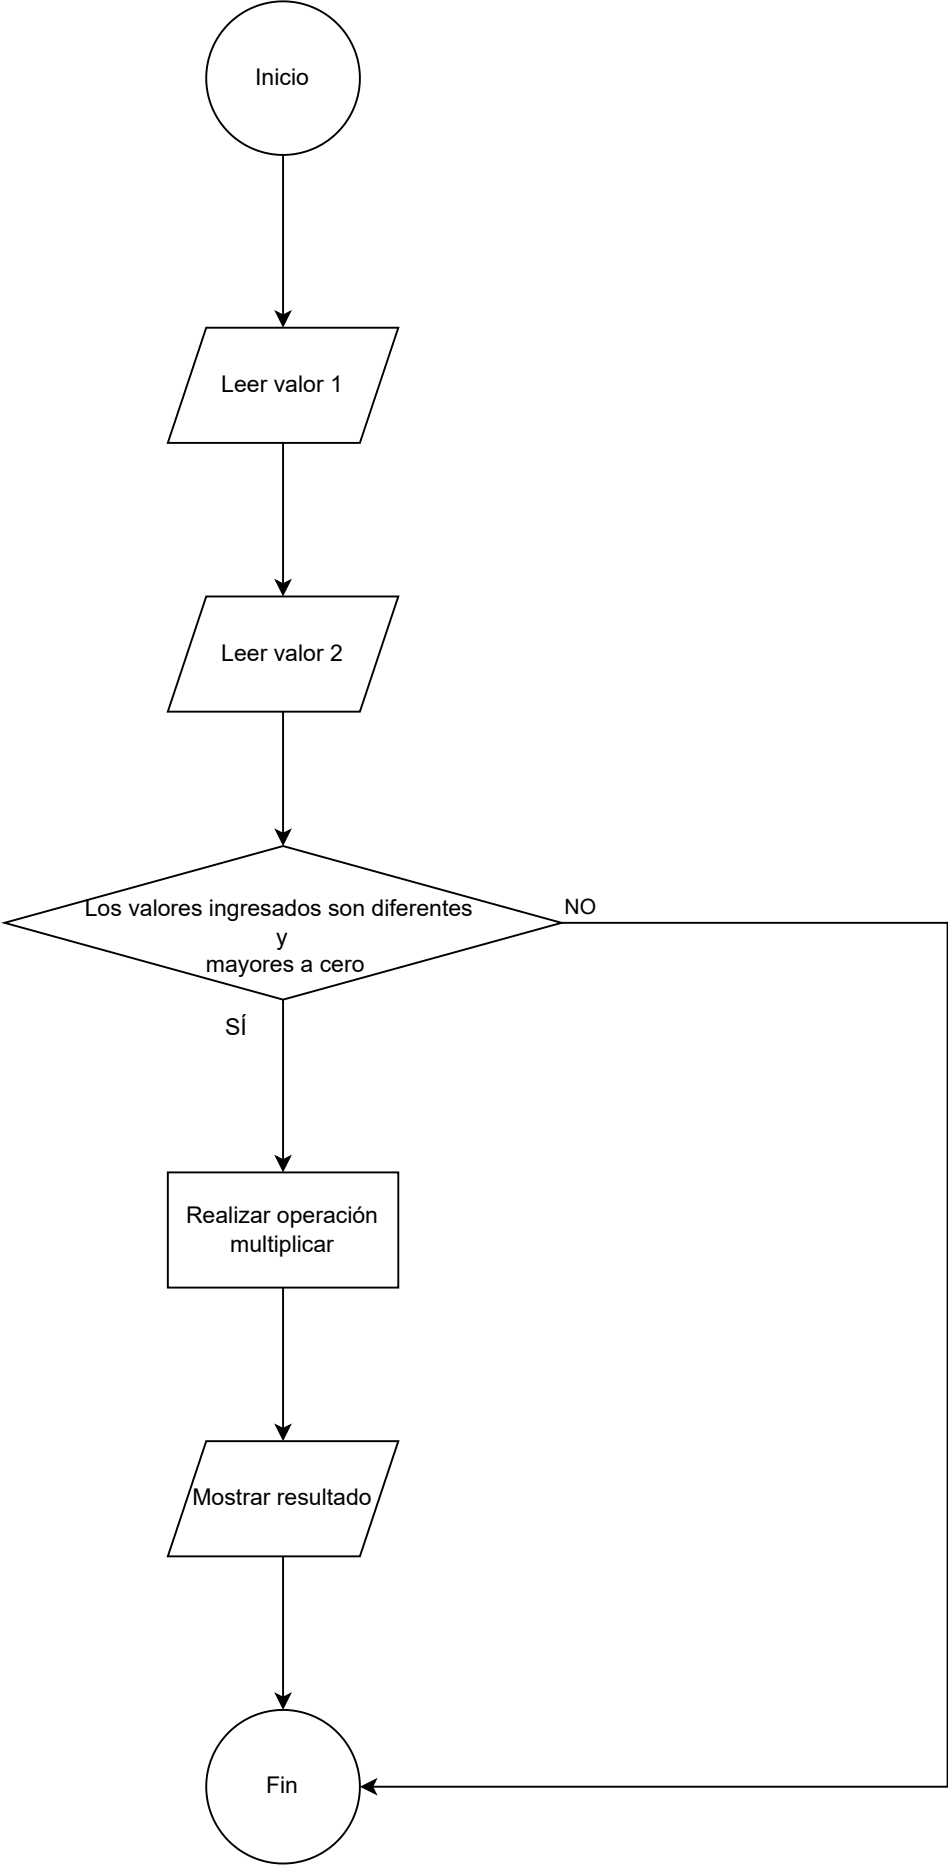 Inicio
Leer valor 1
Leer valor 2
Los valores ingresados son diferentes
y
mayores a cero
NO
SÍ
Realizar operación
multiplicar
Mostrar resultado
Fin